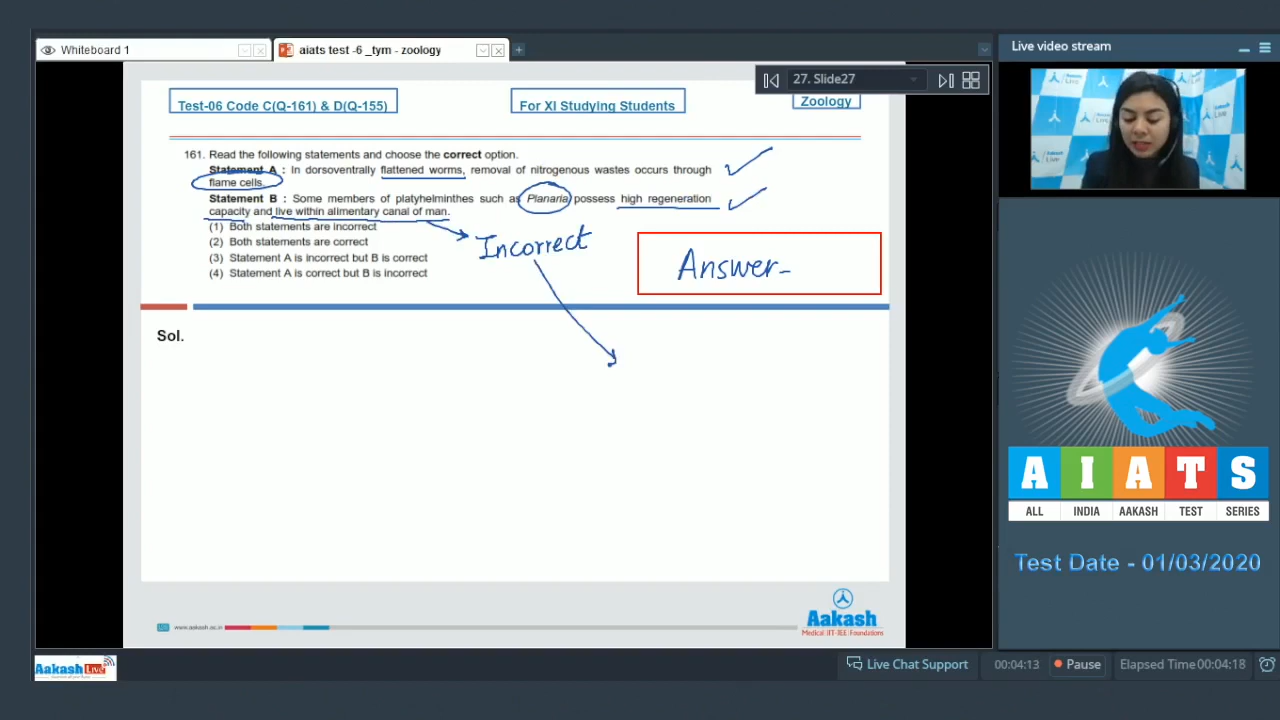 Whiteboard 1
aiats test -6 _tym - zoology
Live video stream
27. Slide27
Test-06 Code C(Q-161) & D(Q-155)
For XI Studying Students
Zoology
161. Read the following statements and choose the correct option.
Statement A : In dorsoventrally flattened worms, removal of nitrogenous wastes occurs through
flame cells.
Statement B : Some members of platyhelminthes such as Planaria possess high regeneration
capacity and live within alimentary canal of man.
(1) Both statements are incorrect
(2) Both statements are correct
(3) Statement A is incorrect but B is correct
(4) Statement A is correct but B is incorrect
Incorrect
Answer-
Sol.
www.aakash.ac.in
Aakash
Medical | IIT-JEE | Foundations
A I A T S
ALL INDIA AAKASH TEST SERIES
Test Date - 01/03/2020
Aakash Live
Live Chat Support
00:04:13
Pause
Elapsed Time 00:04:18